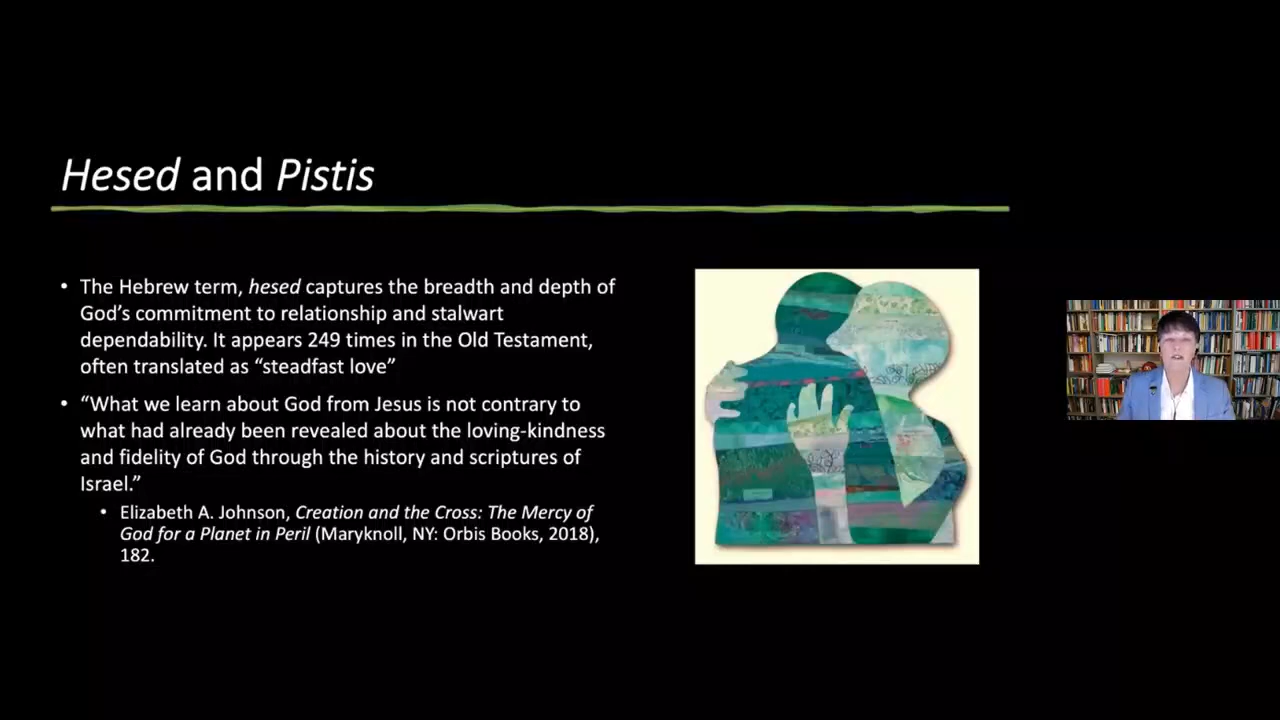 Hesed and Pistis
• The Hebrew term, hesed captures the breadth and depth of
God’s commitment to relationship and stalwart
dependability. It appears 249 times in the Old Testament,
often translated as “steadfast love”
• “What we learn about God from Jesus is not contrary to
what had already been revealed about the loving-kindness
and fidelity of God through the history and scriptures of
Israel.”
• Elizabeth A. Johnson, Creation and the Cross: The Mercy of
God for a Planet in Peril (Maryknoll, NY: Orbis Books, 2018),
182.